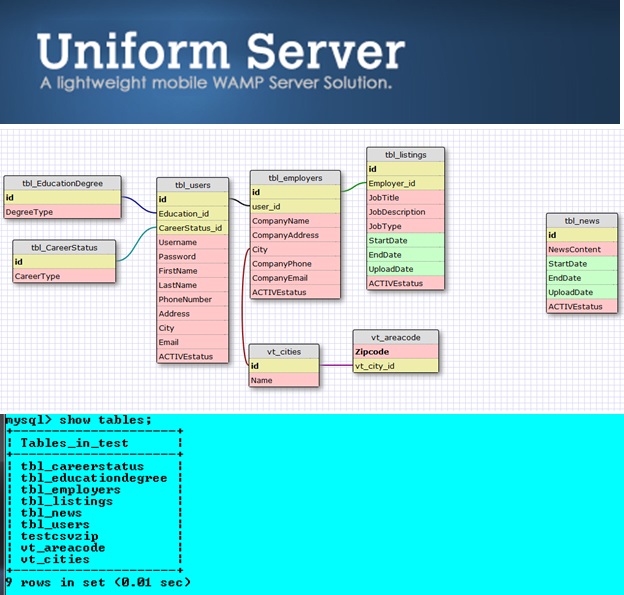 Uniform Server
A lightweight mobile WAMP Server Solution.
tbl_EducationDegree
id
DegreeType
tbl_CareerStatus
id
CareerType
tbl_users
id
Education_id
CareerStatus_id
Username
Password
FirstName
LastName
PhoneNumber
Address
City
Email
ACTIVEstatus
tbl_employers
id
user_id
CompanyName
CompanyAddress
City
CompanyPhone
CompanyEmail
ACTIVEstatus
tbl_listings
id
Employer_id
JobTitle
JobDescription
JobType
StartDate
EndDate
UploadDate
ACTIVEstatus
tbl_news
id
NewsContent
StartDate
EndDate
UploadDate
ACTIVEstatus
vt_cities
id
Name
vt_areacode
Zipcode
vt_city_id
mysql> show tables;
+---------------------+
| Tables_in_test      |
+---------------------+
| tbl_careerstatus    |
| tbl_educationdegree |
| tbl_employers       |
| tbl_listings        |
| tbl_news            |
| tbl_users           |
| testcsvzip          |
| vt_areacode         |
| vt_cities           |
+---------------------+
9 rows in set (0.01 sec)